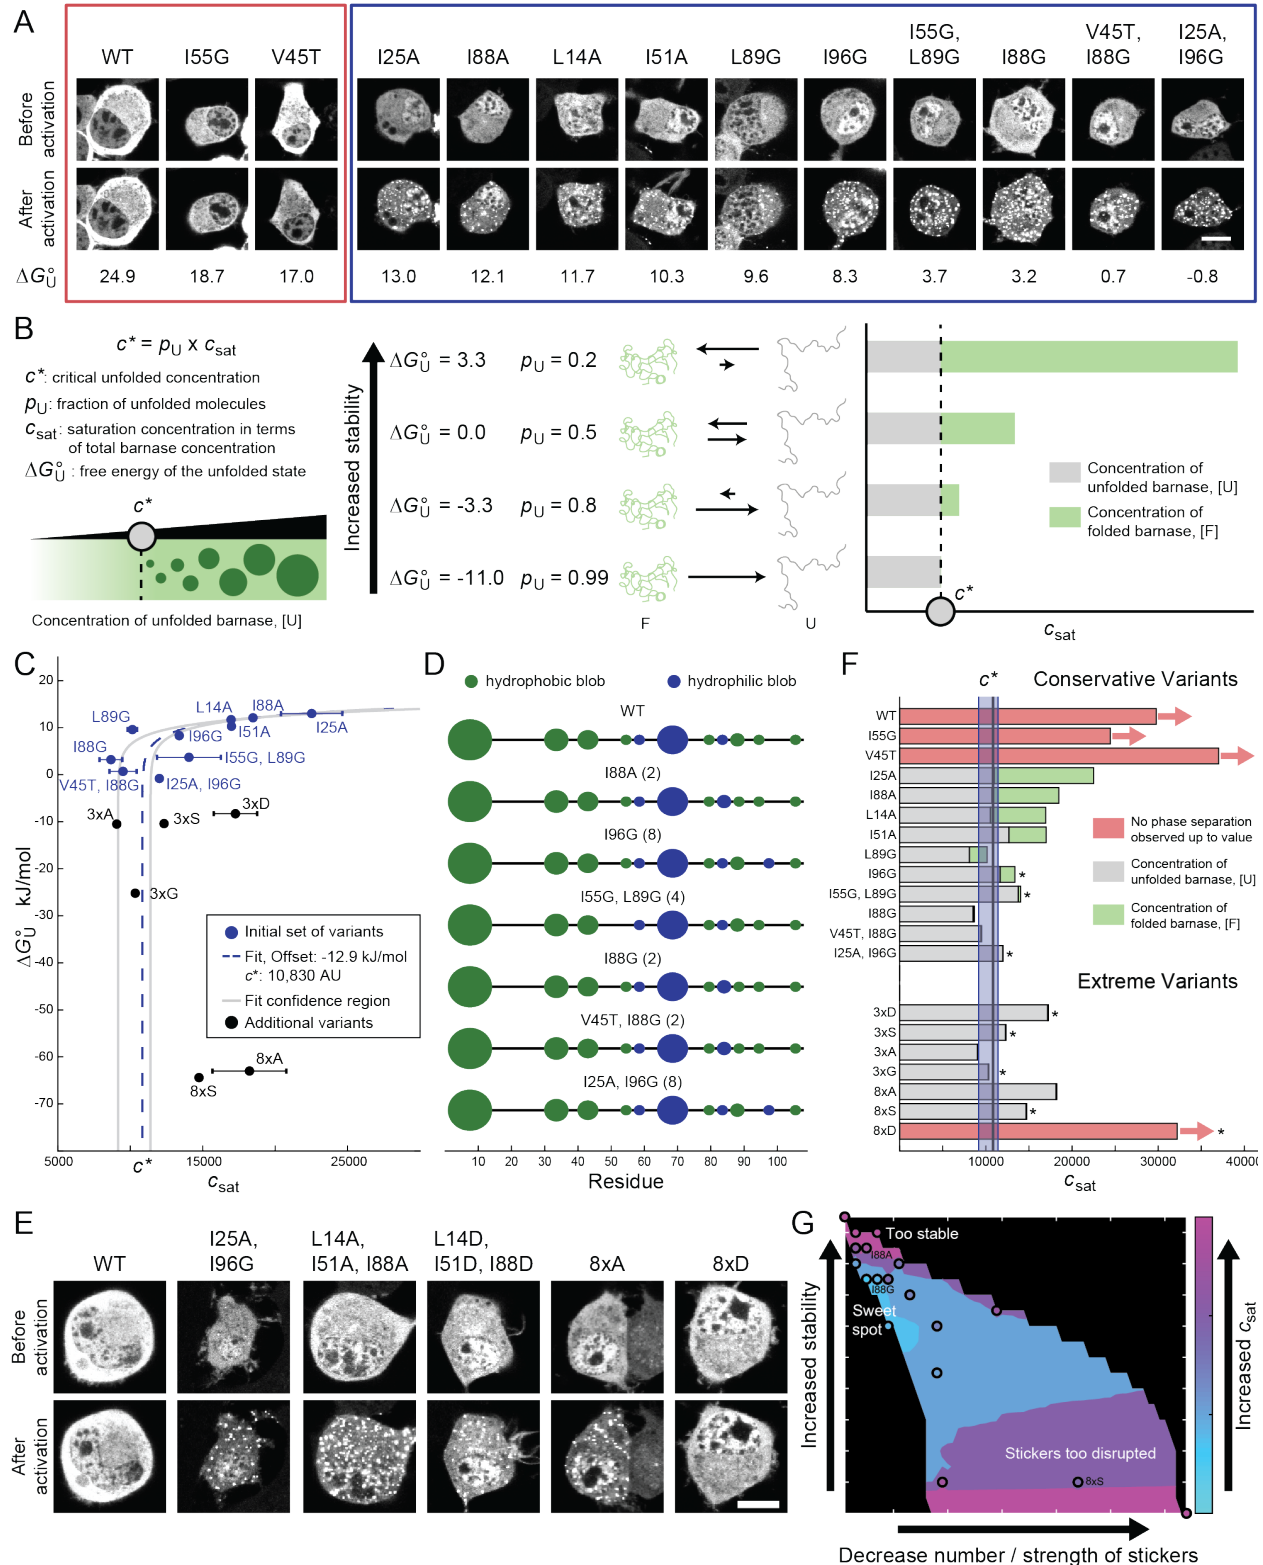 A
WT
I55G
V45T
I25A
I88A
L14A
I51A
L89G
I96G
I55G,
L89G
I88G
V45T,
I88G
I25A,
I96G
Before
activation
After
activation
ΔG°U
24.9
18.7
17.0
13.0
12.1
11.7
10.3
9.6
8.3
3.7
3.2
0.7
-0.8
B
c* = pU x csat
c*: critical unfolded concentration
pU: fraction of unfolded molecules
csat: saturation concentration in terms
of total barnase concentration
ΔG°U : free energy of the unfolded state
c*
Concentration of unfolded barnase, [U]
Increased stability
ΔG°U = 3.3 pU = 0.2
ΔG°U = 0.0 pU = 0.5
ΔG°U = -3.3 pU = 0.8
ΔG°U = -11.0 pU = 0.99
F
U
Concentration of
unfolded barnase, [U]
Concentration of
folded barnase, [F]
c*
csat
C
ΔG°U kJ/mol
20
10
0
-10
-20
-30
-40
-50
-60
-70
L89G
L14A
I88A
I51A
I25A
I96G
I88G
I55G, L89G
V45T, I88G
I25A, I96G
3xA
3xS
3xD
3xG
8xA
8xS
Initial set of variants
Fit, Offset: -12.9 kJ/mol
c*: 10,830 AU
Fit confidence region
Additional variants
5000
c*
15000
25000
csat
D
hydrophobic blob
hydrophilic blob
WT
I88A (2)
I96G (8)
I55G, L89G (4)
I88G (2)
V45T, I88G (2)
I25A, I96G (8)
10 20 30 40 50 60 70 80 90 100
Residue
F
c*
Conservative Variants
WT
I55G
V45T
I25A
I88A
L14A
I51A
L89G
I96G
*
I55G, L89G
*
I88G
V45T, I88G
I25A, I96G
*
No phase separation
observed up to value
Concentration of
unfolded barnase, [U]
Concentration of
folded barnase, [F]
Extreme Variants
3xD
*
3xS
*
3xA
3xG
*
8xA
8xS
*
8xD
*
10000 20000 30000 40000
csat
E
WT
I25A,
I96G
L14A,
I51A, I88A
L14D,
I51D, I88D
8xA
8xD
Before
activation
After
activation
G
Increased stability
Too stable
I88A
I88G
Sweet
spot
Stickers too disrupted
8xS
Increased csat
Decrease number / strength of stickers